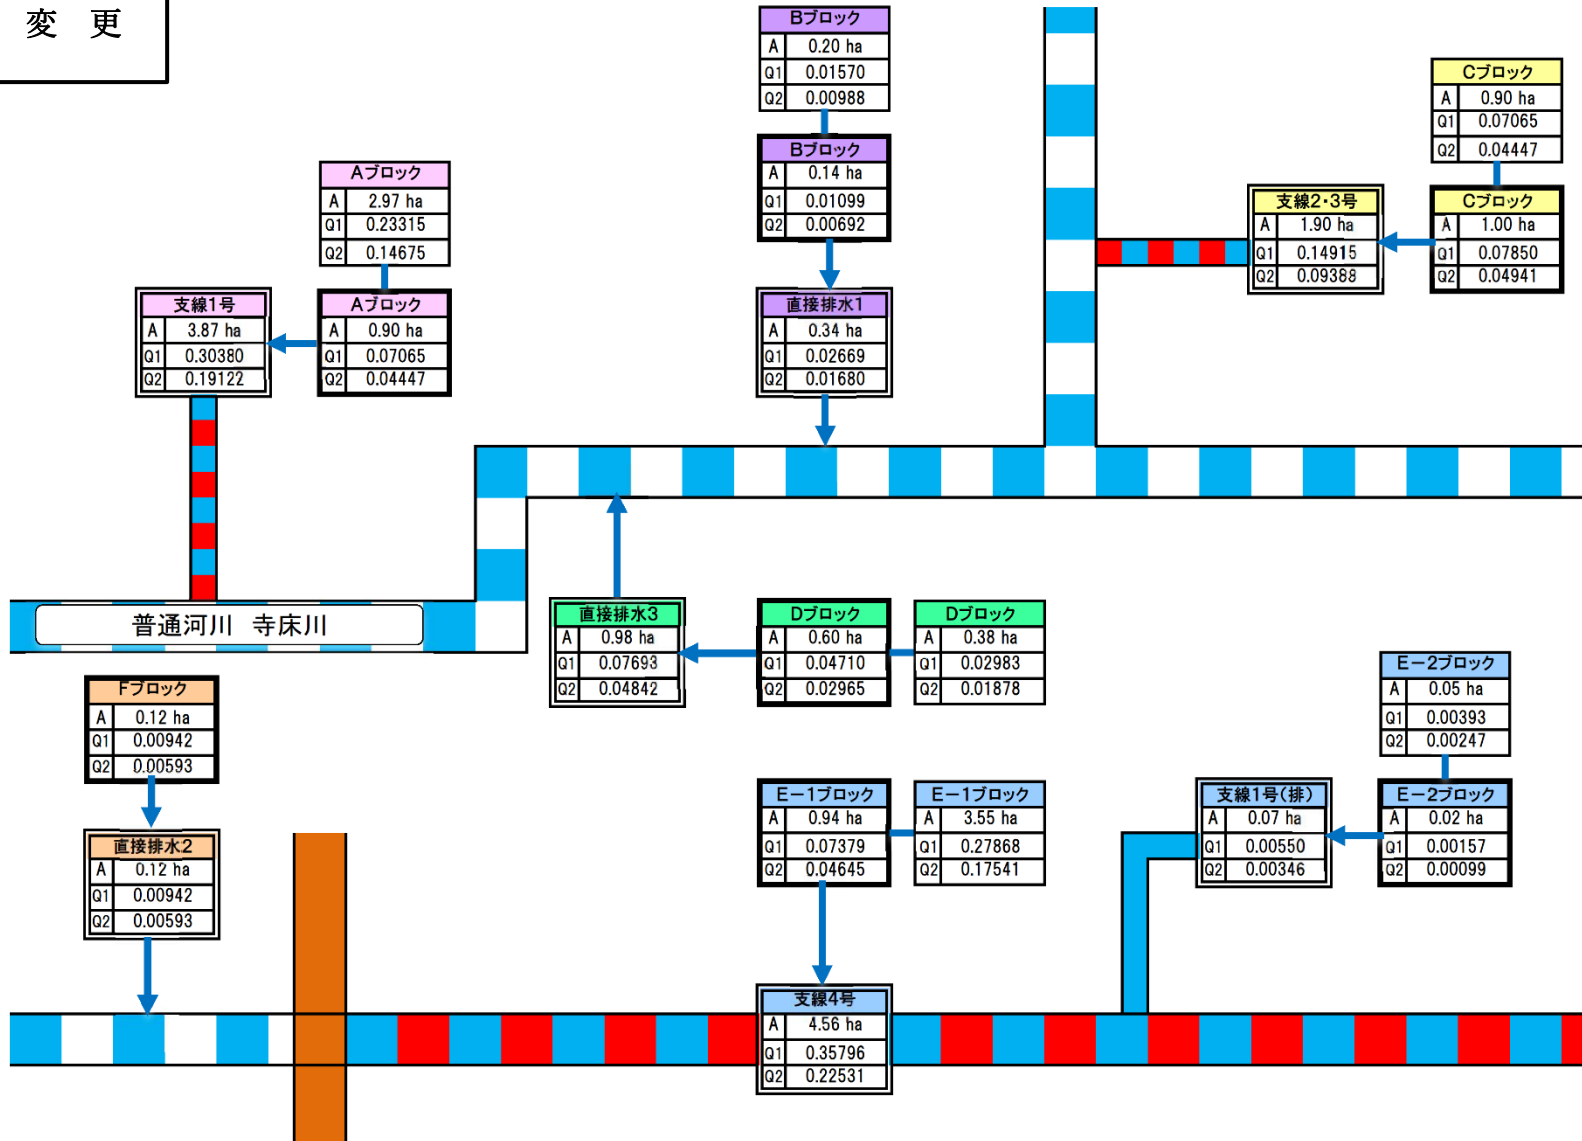 変 更
Bブロック
A 0.20 ha
Q1 0.01570
Q2 0.00988
Bブロック
A 0.14 ha
Q1 0.01099
Q2 0.00692
直接排水1
A 0.34 ha
Q1 0.02669
Q2 0.01680
Cブロック
A 0.90 ha
Q1 0.07065
Q2 0.04447
Cブロック
A 1.00 ha
Q1 0.07850
Q2 0.04941
支線2・3号
A 1.90 ha
Q1 0.14915
Q2 0.09388
Aブロック
A 2.97 ha
Q1 0.23315
Q2 0.14675
Aブロック
A 0.90 ha
Q1 0.07065
Q2 0.04447
支線1号
A 3.87 ha
Q1 0.30380
Q2 0.19122
普通河川 寺床川
直接排水3
A 0.98 ha
Q1 0.07693
Q2 0.04842
Dブロック
A 0.60 ha
Q1 0.04710
Q2 0.02965
Dブロック
A 0.38 ha
Q1 0.02983
Q2 0.01878
Fブロック
A 0.12 ha
Q1 0.00942
Q2 0.00593
直接排水2
A 0.12 ha
Q1 0.00942
Q2 0.00593
E－1ブロック
A 0.94 ha
Q1 0.07379
Q2 0.04645
E－1ブロック
A 3.55 ha
Q1 0.27868
Q2 0.17541
E－2ブロック
A 0.05 ha
Q1 0.00393
Q2 0.00247
E－2ブロック
A 0.02 ha
Q1 0.00157
Q2 0.00099
支線1号(排)
A 0.07 ha
Q1 0.00550
Q2 0.00346
支線4号
A 4.56 ha
Q1 0.35796
Q2 0.22531